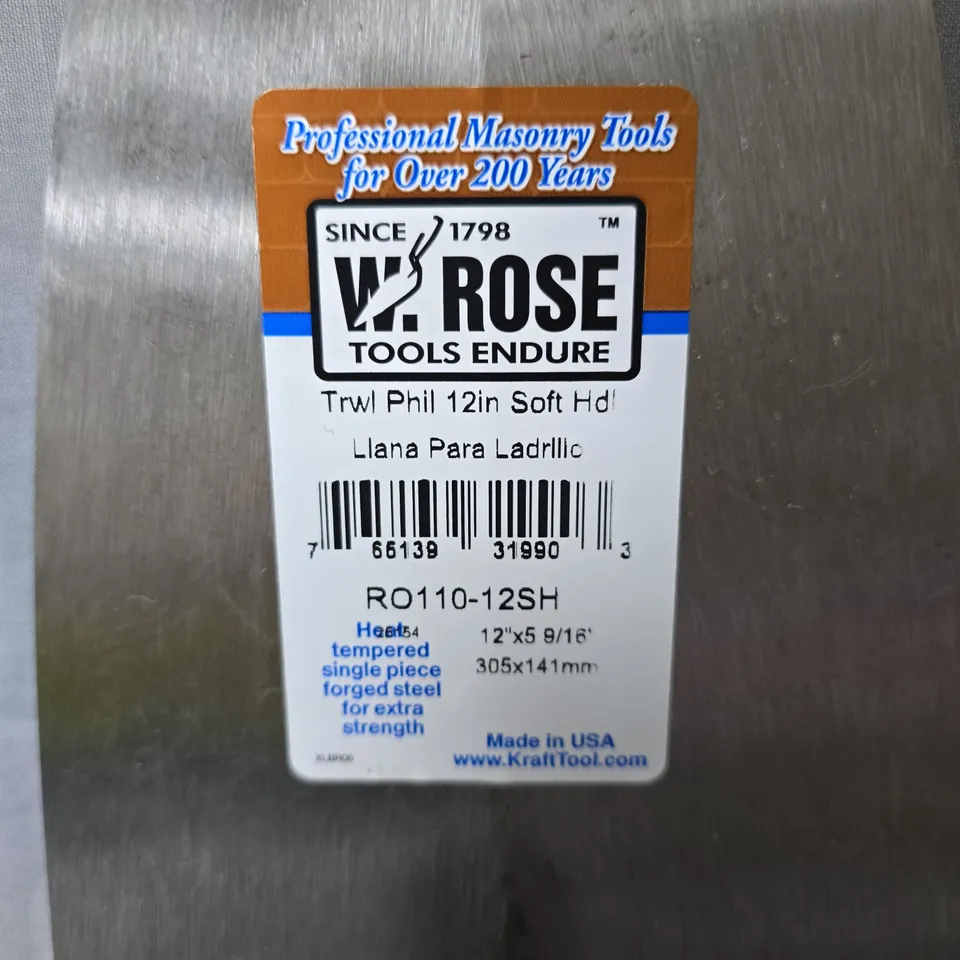 Professional Masonry Tools
for Over 200 Years
SINCE 1798 ™
W. ROSE
TOOLS ENDURE
Trwl Phil 12in Soft Hdl
Llana Para Ladrillo
7 65139 31990 3
RO110-12SH
Heat
tempered
single piece
forged steel
for extra
strength
12"x5 9/16"
305x141mm
Made in USA
www.KraftTool.com